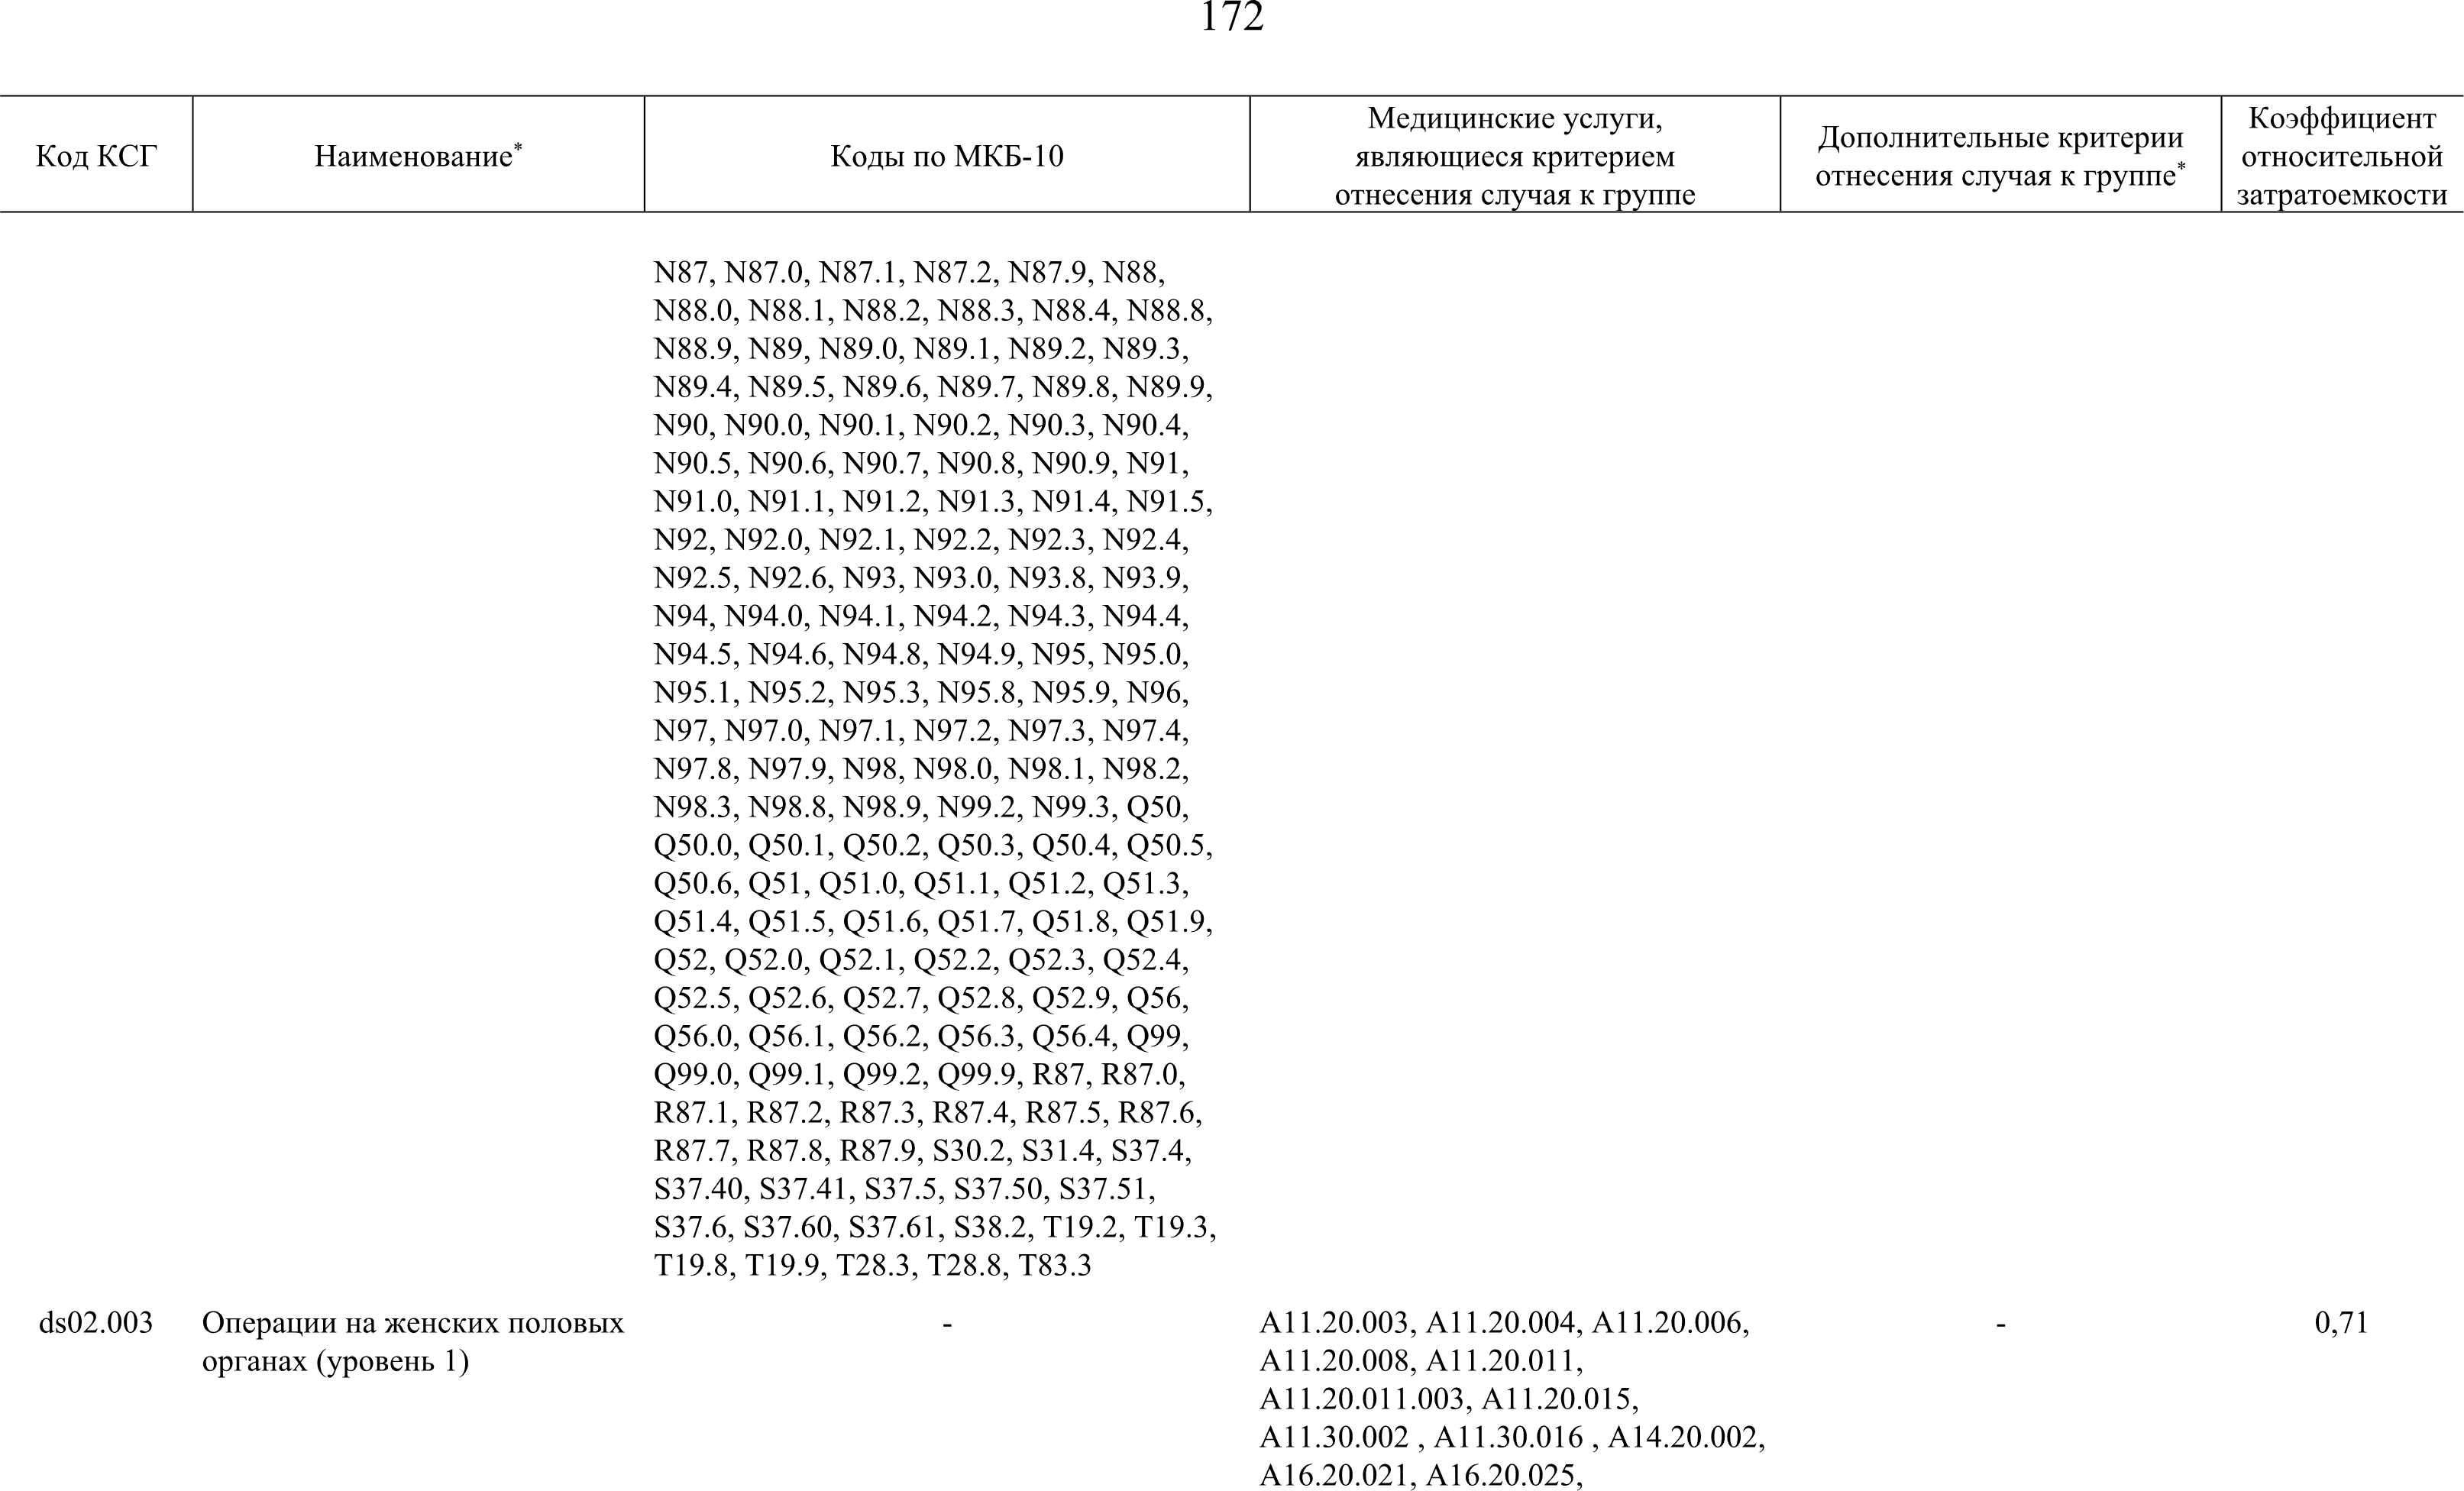 172
Код КСГ
Наименование*
Коды по МКБ-10
Медицинские услуги,
являющиеся критерием
отнесения случая к группе
Дополнительные критерии
отнесения случая к группе*
Коэффициент
относительной
затратоемкости
N87, N87.0, N87.1, N87.2, N87.9, N88,
N88.0, N88.1, N88.2, N88.3, N88.4, N88.8,
N88.9, N89, N89.0, N89.1, N89.2, N89.3,
N89.4, N89.5, N89.6, N89.7, N89.8, N89.9,
N90, N90.0, N90.1, N90.2, N90.3, N90.4,
N90.5, N90.6, N90.7, N90.8, N90.9, N91,
N91.0, N91.1, N91.2, N91.3, N91.4, N91.5,
N92, N92.0, N92.1, N92.2, N92.3, N92.4,
N92.5, N92.6, N93, N93.0, N93.8, N93.9,
N94, N94.0, N94.1, N94.2, N94.3, N94.4,
N94.5, N94.6, N94.8, N94.9, N95, N95.0,
N95.1, N95.2, N95.3, N95.8, N95.9, N96,
N97, N97.0, N97.1, N97.2, N97.3, N97.4,
N97.8, N97.9, N98, N98.0, N98.1, N98.2,
N98.3, N98.8, N98.9, N99.2, N99.3, Q50,
Q50.0, Q50.1, Q50.2, Q50.3, Q50.4, Q50.5,
Q50.6, Q51, Q51.0, Q51.1, Q51.2, Q51.3,
Q51.4, Q51.5, Q51.6, Q51.7, Q51.8, Q51.9,
Q52, Q52.0, Q52.1, Q52.2, Q52.3, Q52.4,
Q52.5, Q52.6, Q52.7, Q52.8, Q52.9, Q56,
Q56.0, Q56.1, Q56.2, Q56.3, Q56.4, Q99,
Q99.0, Q99.1, Q99.2, Q99.9, R87, R87.0,
R87.1, R87.2, R87.3, R87.4, R87.5, R87.6,
R87.7, R87.8, R87.9, S30.2, S31.4, S37.4,
S37.40, S37.41, S37.5, S37.50, S37.51,
S37.6, S37.60, S37.61, S38.2, T19.2, T19.3,
T19.8, T19.9, T28.3, T28.8, T83.3
ds02.003
Операции на женских половых
органах (уровень 1)
-
A11.20.003, A11.20.004, A11.20.006,
A11.20.008, A11.20.011,
A11.20.011.003, A11.20.015,
A11.30.002 , A11.30.016 , A14.20.002,
A16.20.021, A16.20.025,
-
0,71